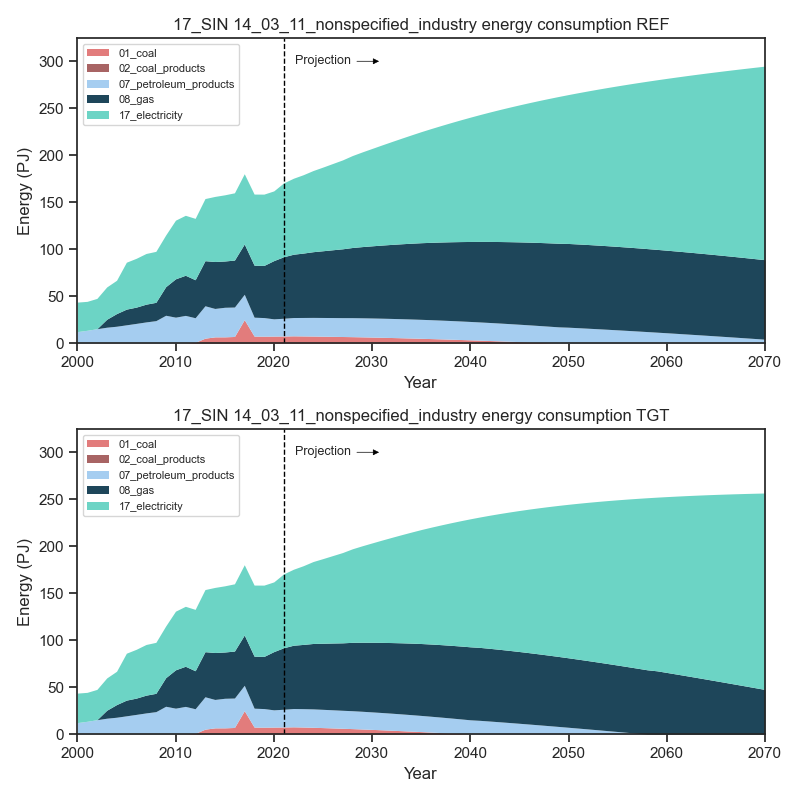 17_SIN 14_03_11_nonspecified_industry energy consumption REF
300
250
200
150
100
50
0
Energy (PJ)
01_coal
02_coal_products
07_petroleum_products
08_gas
17_electricity
Projection
2000 2010 2020 2030 2040 2050 2060 2070
Year
17_SIN 14_03_11_nonspecified_industry energy consumption TGT
300
250
200
150
100
50
0
Energy (PJ)
01_coal
02_coal_products
07_petroleum_products
08_gas
17_electricity
Projection
2000 2010 2020 2030 2040 2050 2060 2070
Year